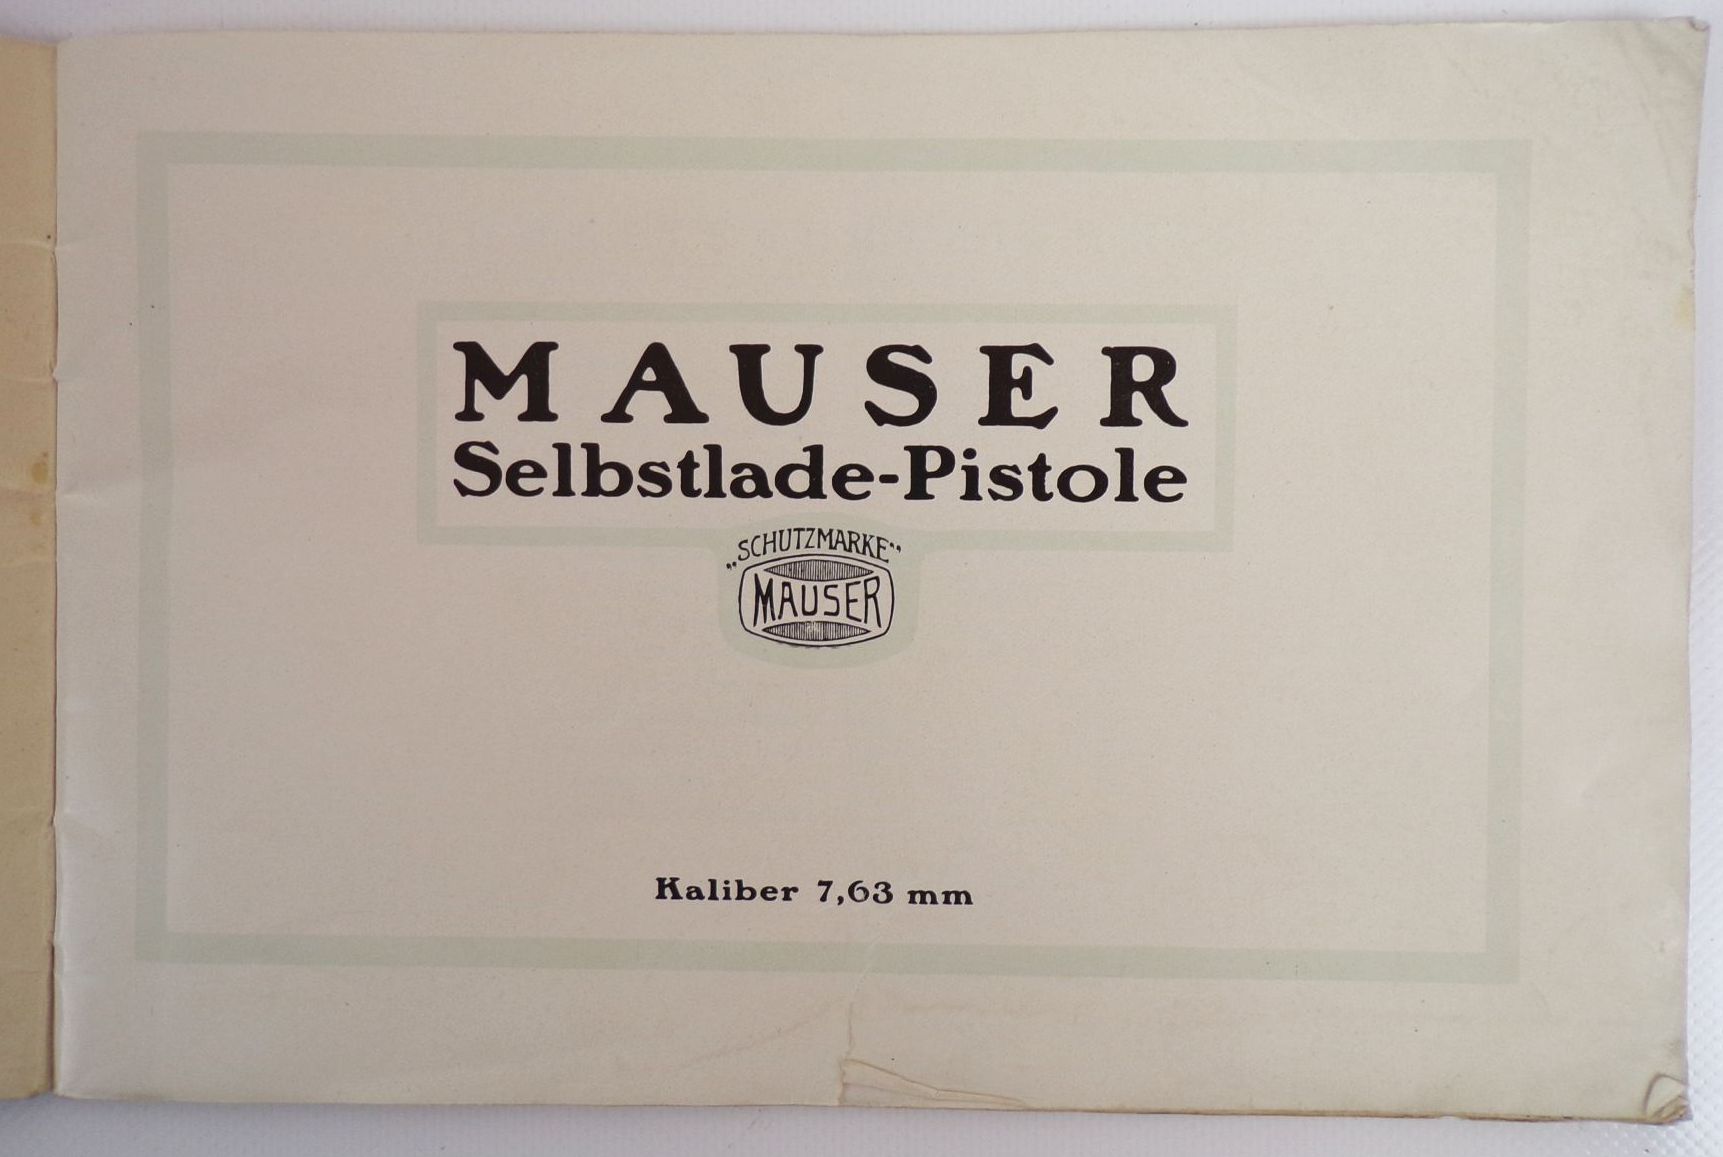 MAUSER
Selbstlade-Pistole
„SCHUTZMARKE“
MAUSER
Kaliber 7,63 mm